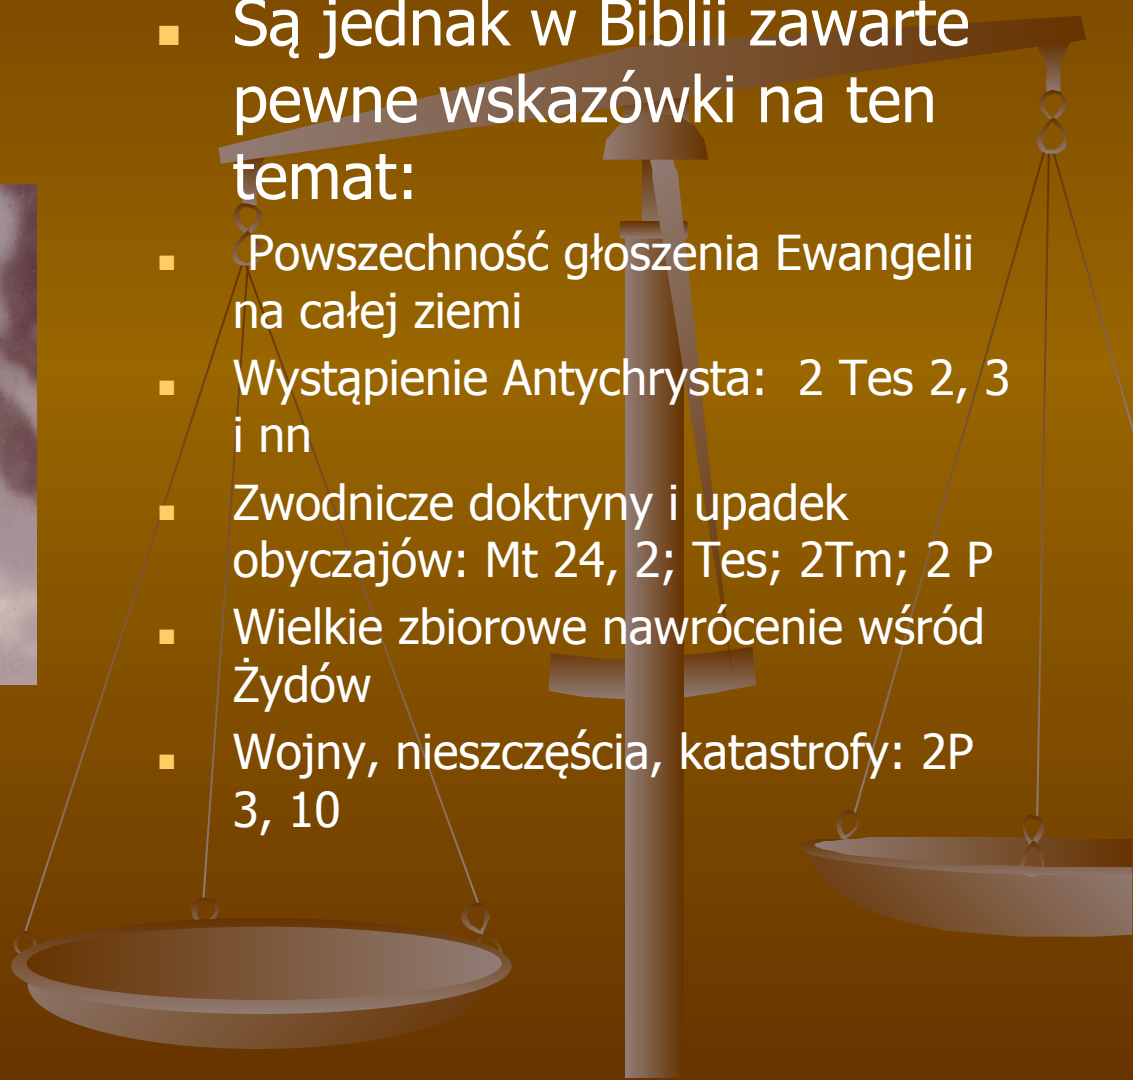 ▪ Są jednak w Biblii zawarte
pewne wskazówki na ten
temat:
▪ Powszechność głoszenia Ewangelii
na całej ziemi
▪ Wystąpienie Antychrysta: 2 Tes 2, 3
i nn
▪ Zwodnicze doktryny i upadek
obyczajów: Mt 24, 2; Tes; 2Tm; 2 P
▪ Wielkie zbiorowe nawrócenie wśród
Żydów
▪ Wojny, nieszczęścia, katastrofy: 2P
3, 10